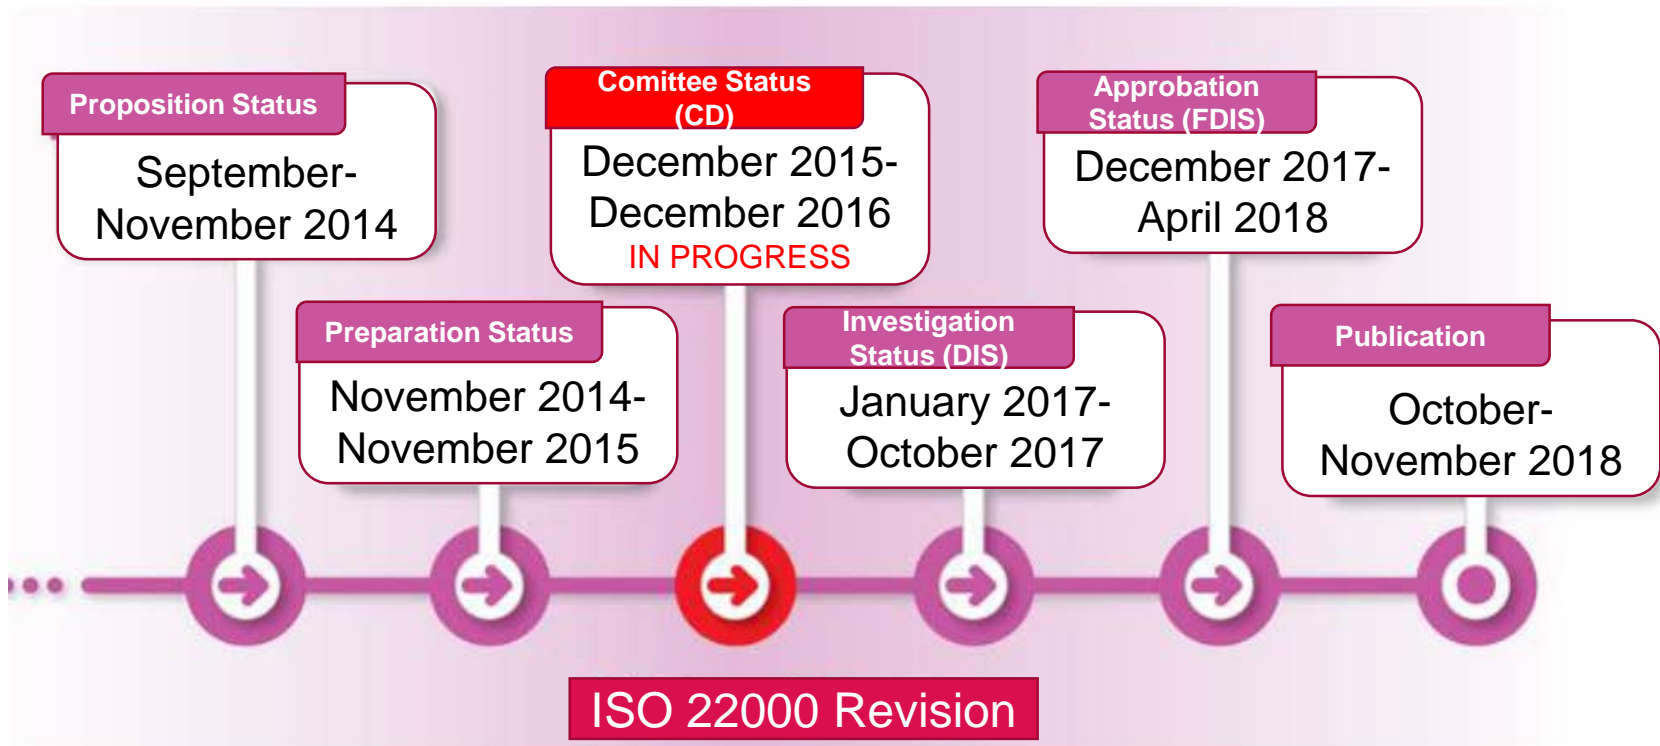 Proposition Status
September-
November 2014
Preparation Status
November 2014-
November 2015
Comittee Status
(CD)
December 2015-
December 2016
IN PROGRESS
Investigation
Status (DIS)
January 2017-
October 2017
Approbation
Status (FDIS)
December 2017-
April 2018
Publication
October-
November 2018
ISO 22000 Revision